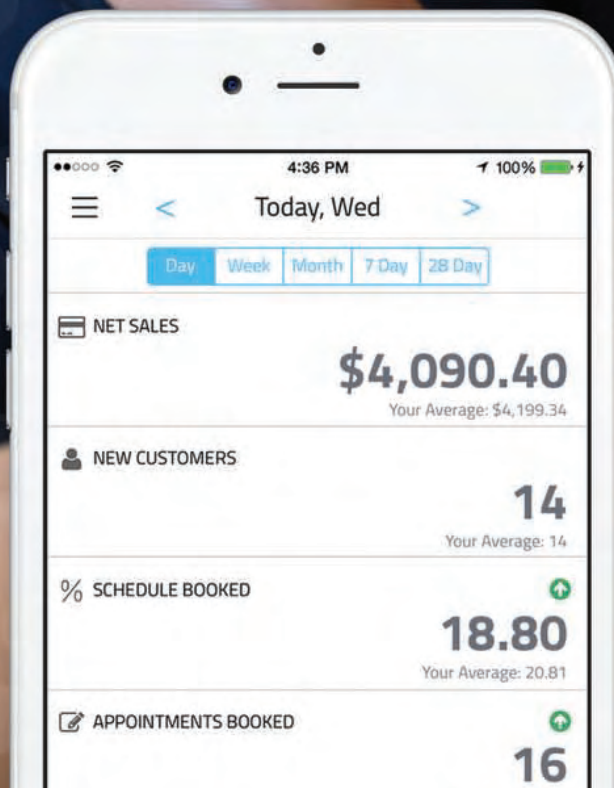 4:36 PM 100%
< Today, Wed >
Day Week Month 7 Day 28 Day
NET SALES
$4,090.40
Your Average: $4,199.34
NEW CUSTOMERS
14
Your Average: 14
% SCHEDULE BOOKED
18.80
Your Average: 20.81
APPOINTMENTS BOOKED
16